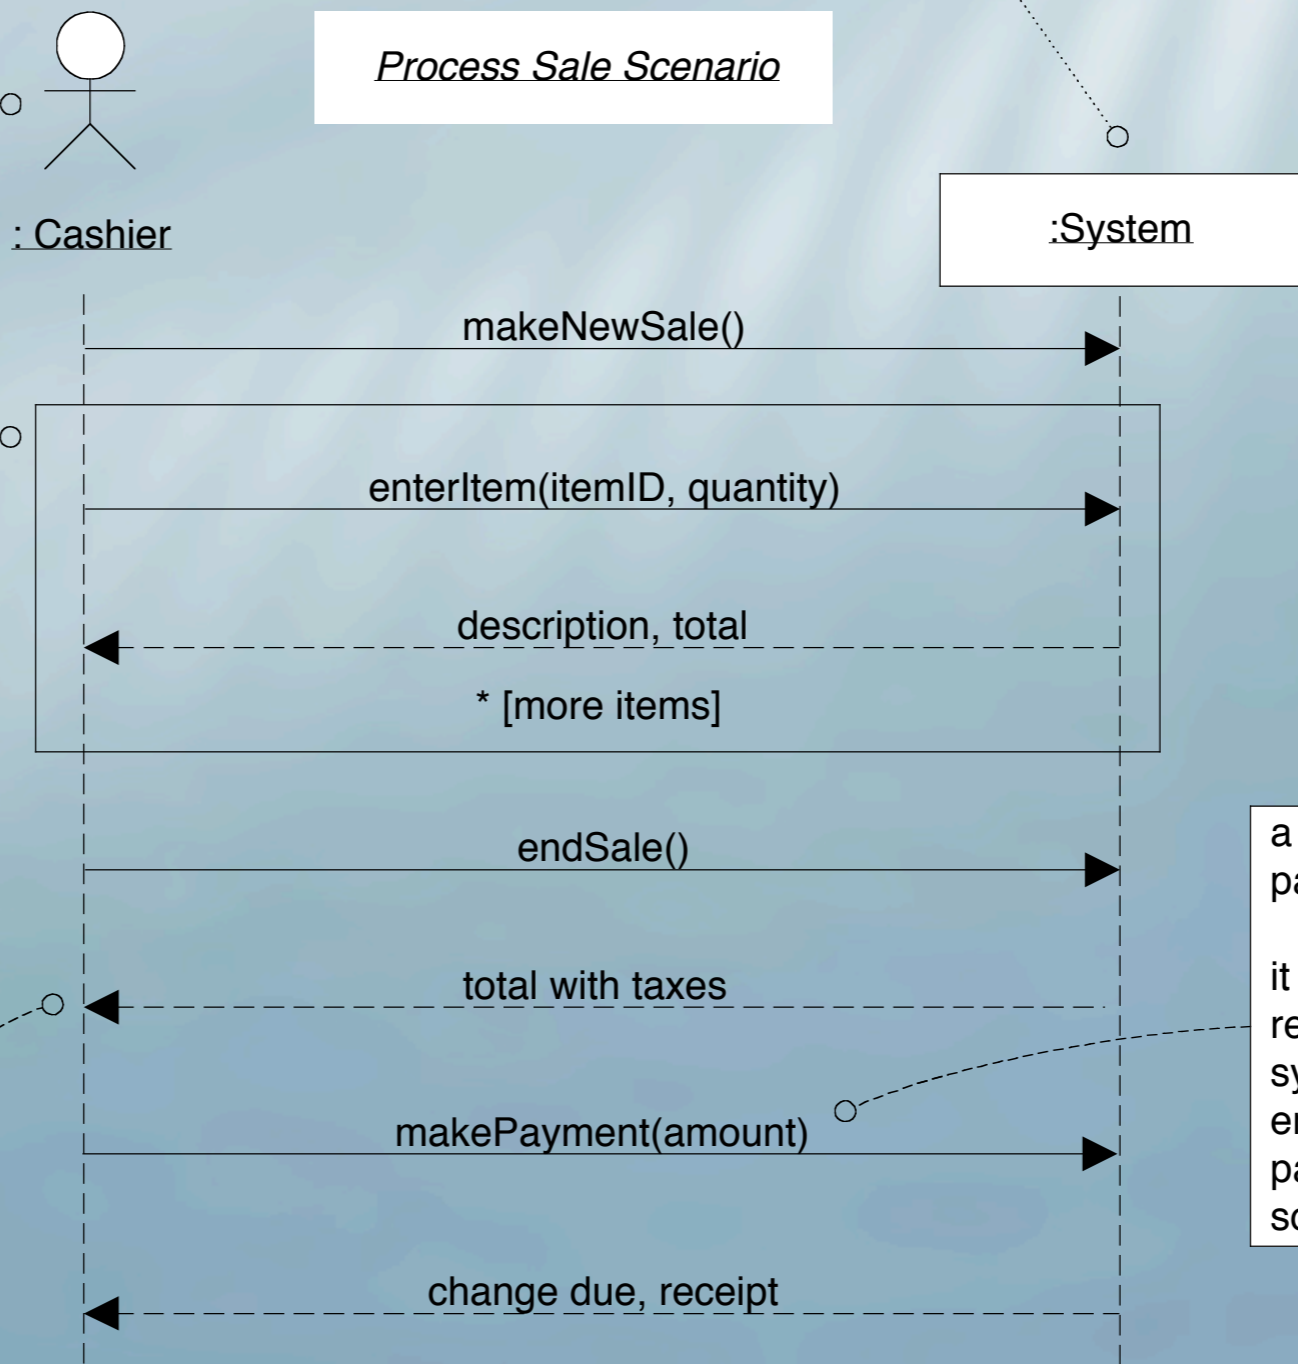 Process Sale Scenario
: Cashier
:System
makeNewSale()
enterItem(itemID, quantity)
description, total
* [more items]
endSale()
a
total with taxes
it
makePayment(amount)
change due, receipt